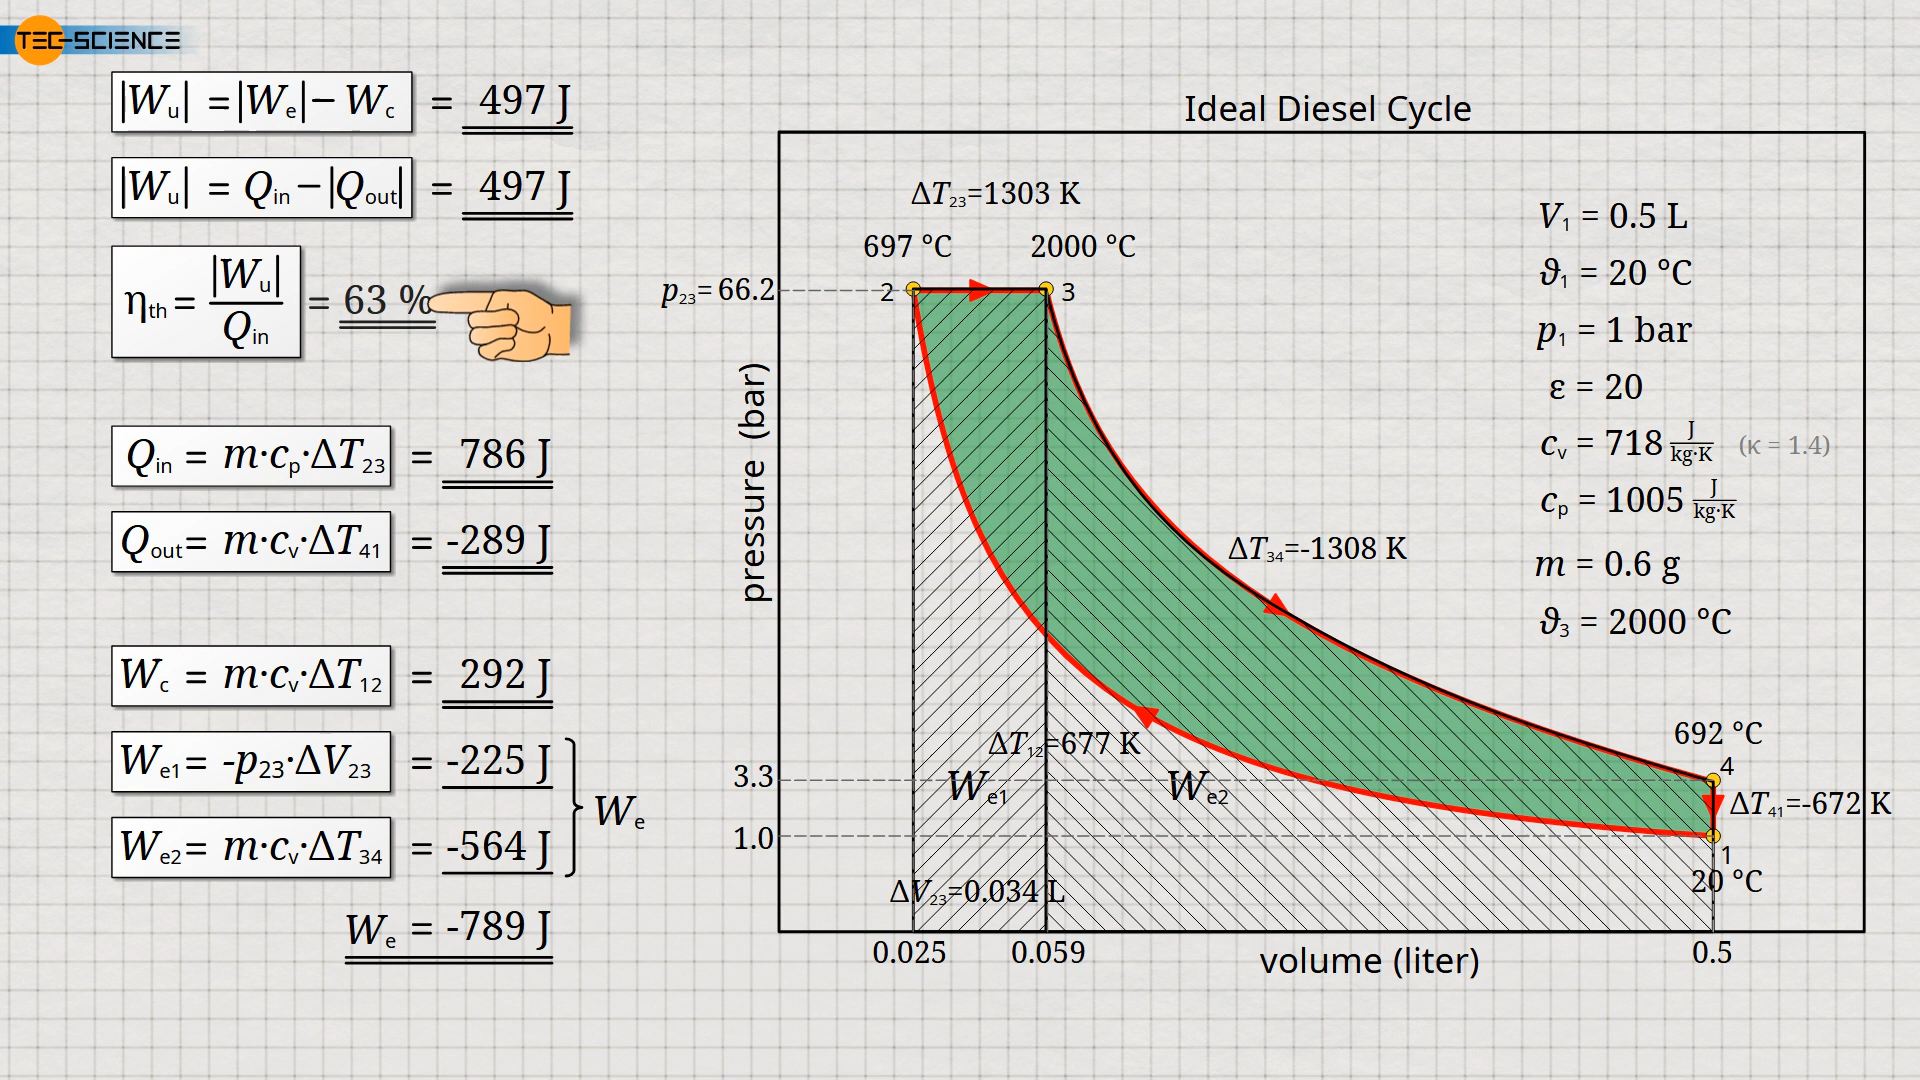 TEC-SCIENCE
|Wu| = |We| − Wc = 497 J
|Wu| = Qin − |Qout| = 497 J
ηth = |Wu| / Qin = 63 %
Qin = m·cp·ΔT23 = 786 J
Qout = m·cv·ΔT41 = -289 J
Wc = m·cv·ΔT12 = 292 J
We1 = -p23·ΔV23 = -225 J
We2 = m·cv·ΔT34 = -564 J
We
We = -789 J
Ideal Diesel Cycle
ΔT23=1303 K
697 °C 2000 °C
p23=66.2
2 3
pressure (bar)
ΔT34=-1308 K
ΔT12=677 K
We1 We2
3.3
1.0
692 °C
4
ΔT41=-672 K
1
20 °C
ΔV23=0.034 L
0.025 0.059 0.5
volume (liter)
V1 = 0.5 L
ϑ1 = 20 °C
p1 = 1 bar
ε = 20
cv = 718 J/kg·K (κ = 1.4)
cp = 1005 J/kg·K
m = 0.6 g
ϑ3 = 2000 °C